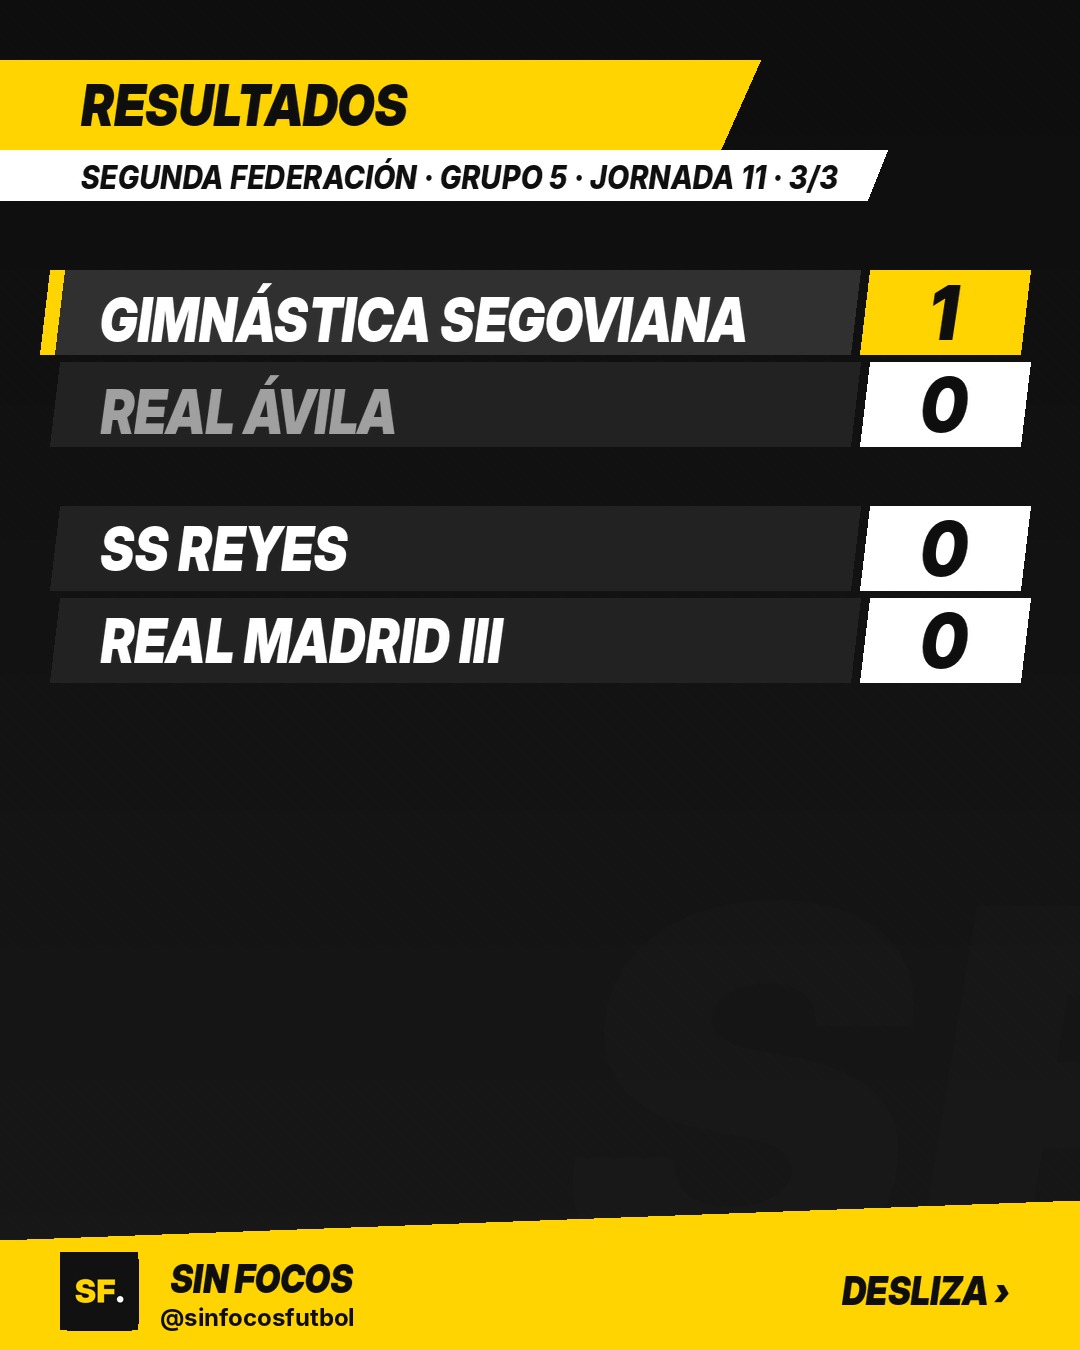 RESULTADOS
SEGUNDA FEDERACIÓN · GRUPO 5 · JORNADA 11 · 3/3
GIMNÁSTICA SEGOVIANA 1
REAL ÁVILA 0
SS REYES 0
REAL MADRID III 0
SF
SF. SIN FOCOS
@sinfocosfutbol
DESLIZA ›